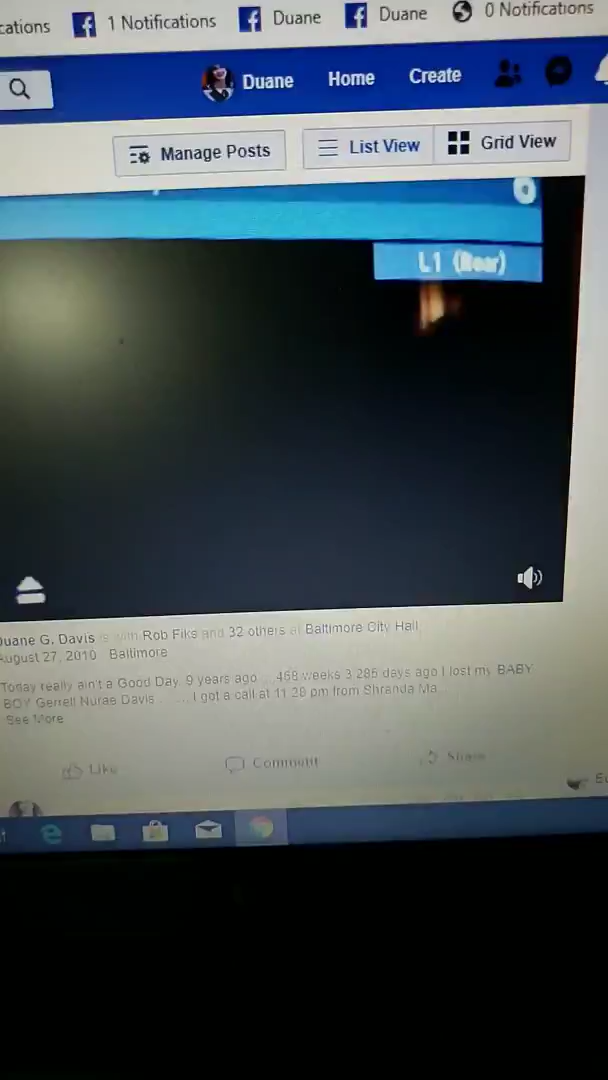 cations
1 Notifications
Duane
Duane
0 Notifications
Duane
Home
Create
Manage Posts
List View
Grid View
L1 (Rear)
Duane G. Davis is with Rob Fiks and 32 others at Baltimore City Hall.
August 27, 2010 · Baltimore
Today really ain't a Good Day. 9 years ago ... 468 weeks 3,285 days ago I lost my BABY
BOY Gerrell Nurae Davis ....... I got a call at 11:28 pm from Shranda Ma...
See More
Like
Comment
Share